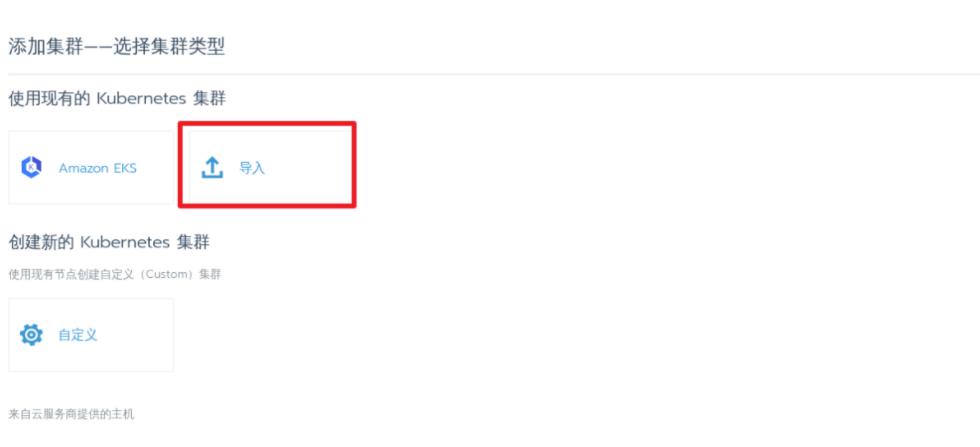 添加集群——选择集群类型
使用现有的 Kubernetes 集群
Amazon EKS
导入
创建新的 Kubernetes 集群
使用现有节点创建自定义（Custom）集群
自定义
来自云服务商提供的主机